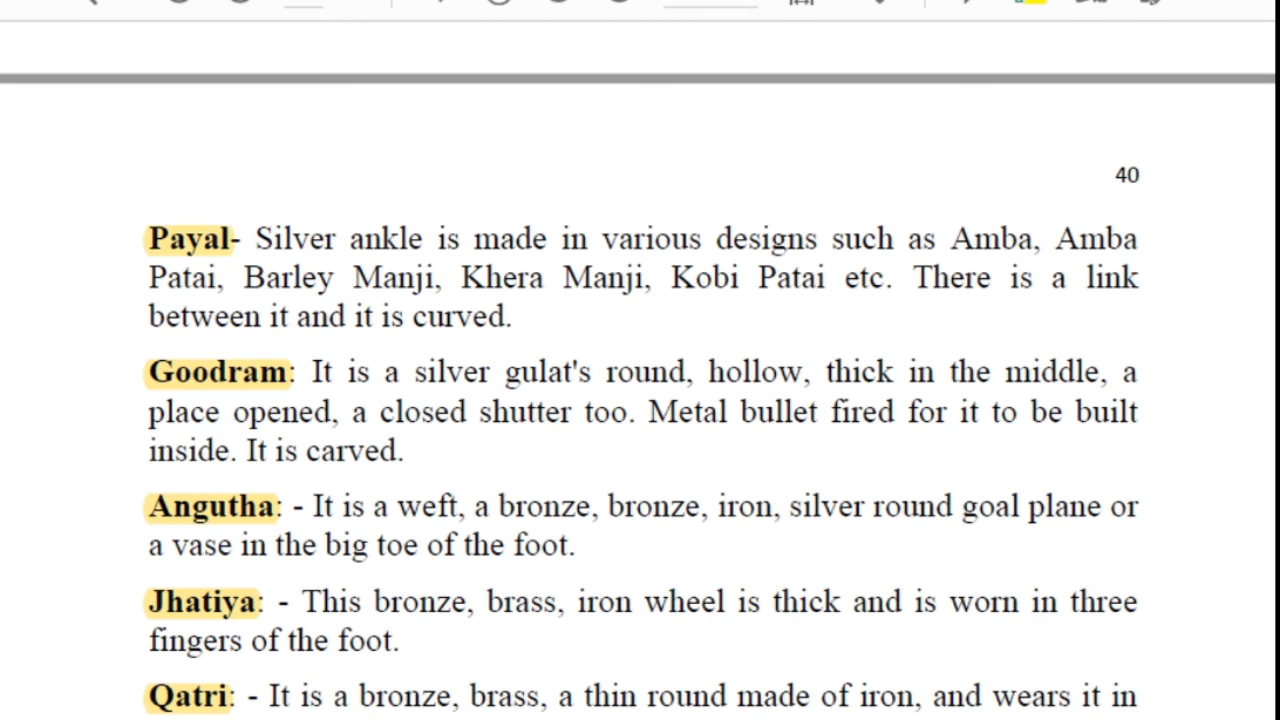 40
Payal- Silver ankle is made in various designs such as Amba, Amba
Patai, Barley Manji, Khera Manji, Kobi Patai etc. There is a link
between it and it is curved.
Goodram: It is a silver gulat's round, hollow, thick in the middle, a
place opened, a closed shutter too. Metal bullet fired for it to be built
inside. It is carved.
Angutha: - It is a weft, a bronze, bronze, iron, silver round goal plane or
a vase in the big toe of the foot.
Jhatiya: - This bronze, brass, iron wheel is thick and is worn in three
fingers of the foot.
Qatri: - It is a bronze, brass, a thin round made of iron, and wears it in